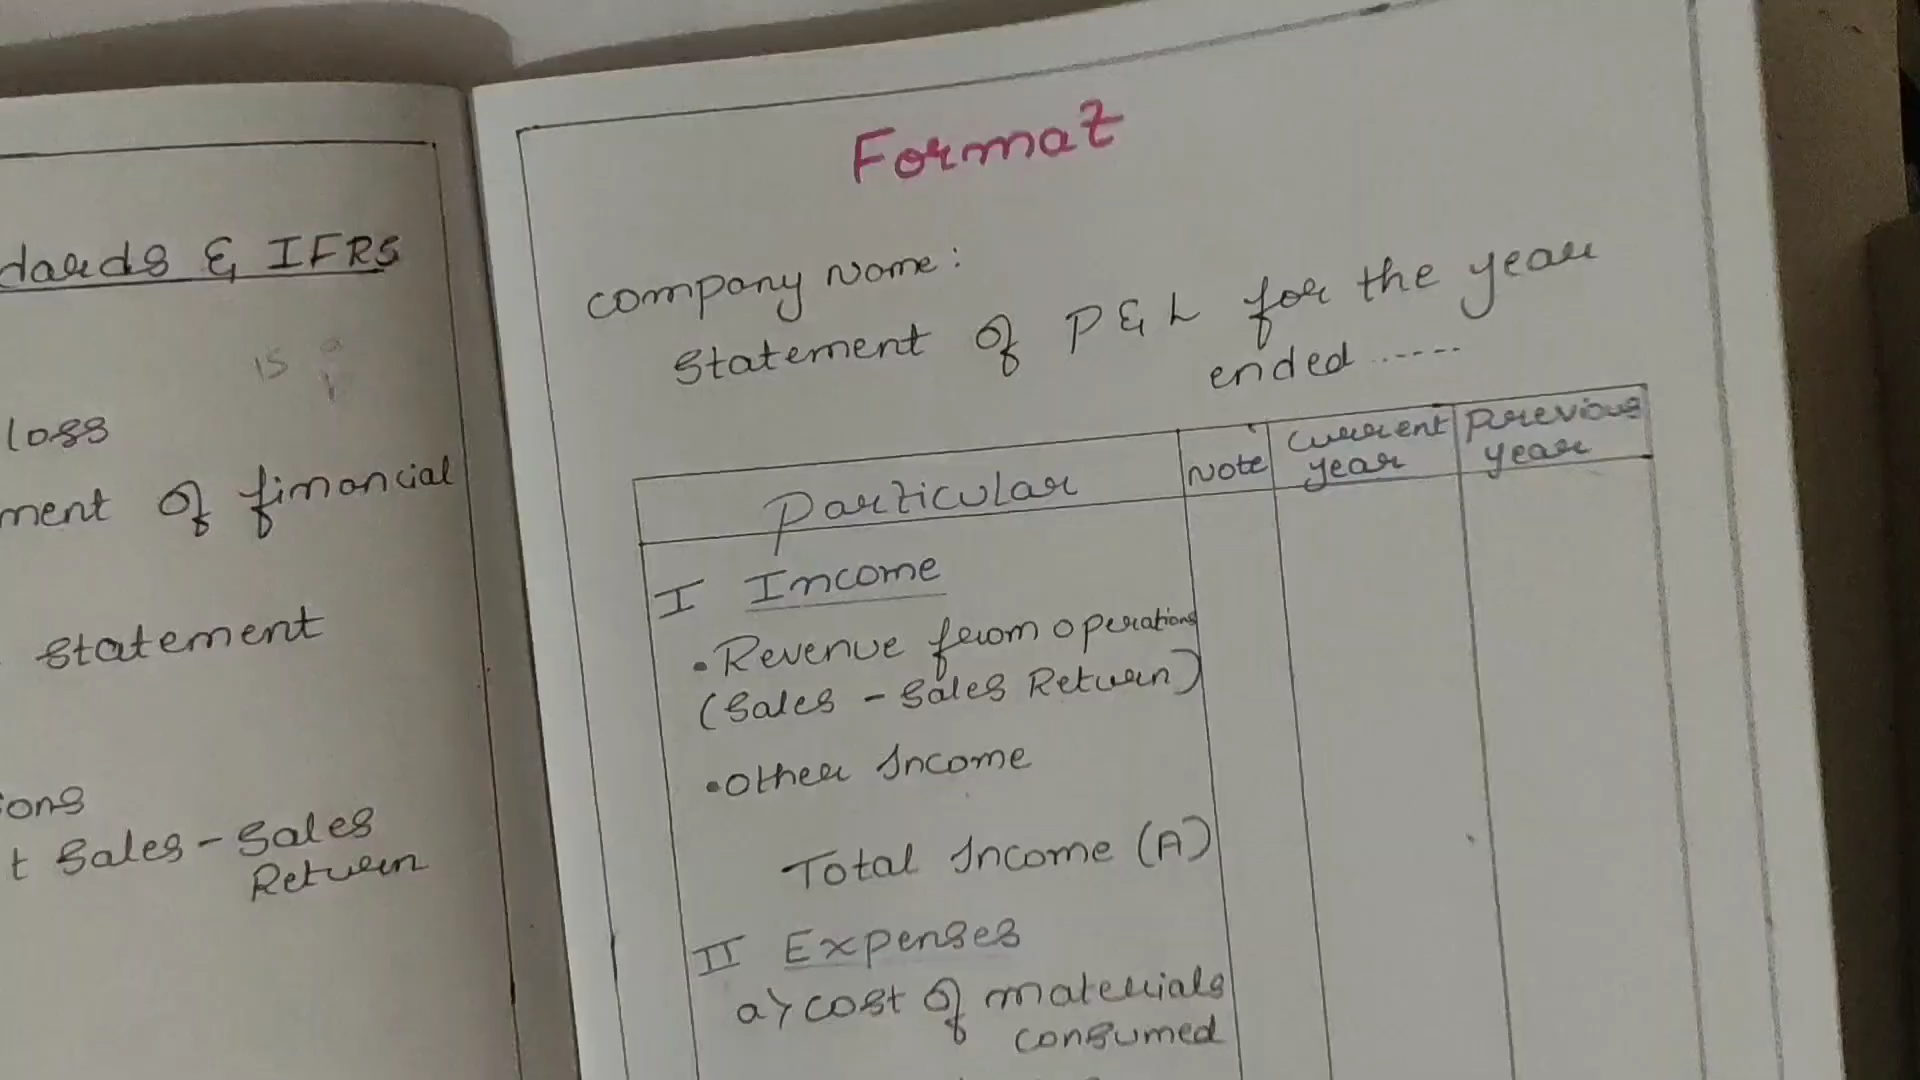 dards & IFRS
is a
loss
ment of financial
statement
ions
t Sales - Sales
Return
Format
Company Name:
Statement of P & L for the year
ended ......
Particular
Note
Current
year
Previous
year
I Income
• Revenue from operations
(Sales - Sales Return)
• Other Income
Total Income (A)
II Expenses
a) Cost of materials
consumed